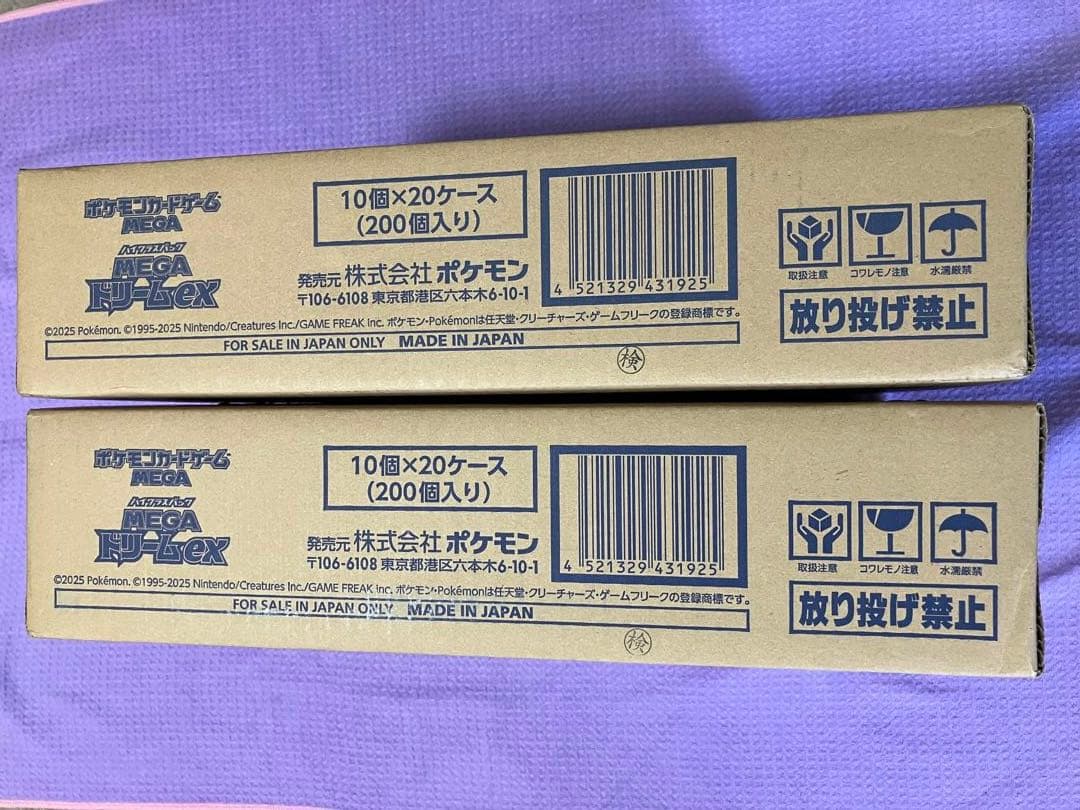 ポケモンカードゲーム
MEGA
ハイクラスパック
MEGA
ドリームex
10個×20ケース
(200個入り)
発売元 株式会社 ポケモン
〒106-6108 東京都港区六本木6-10-1
4 521329 431925
取扱注意
コワレモノ注意
水濡厳禁
放り投げ禁止
©2025 Pokémon. ©1995-2025 Nintendo/Creatures Inc./GAME FREAK inc. ポケモン・Pokémonは任天堂・クリーチャーズ・ゲームフリークの登録商標です。
FOR SALE IN JAPAN ONLY MADE IN JAPAN
検
ポケモンカードゲーム
MEGA
ハイクラスパック
MEGA
ドリームex
10個×20ケース
(200個入り)
発売元 株式会社 ポケモン
〒106-6108 東京都港区六本木6-10-1
4 521329 431925
取扱注意
コワレモノ注意
水濡厳禁
放り投げ禁止
©2025 Pokémon. ©1995-2025 Nintendo/Creatures Inc./GAME FREAK inc. ポケモン・Pokémonは任天堂・クリーチャーズ・ゲームフリークの登録商標です。
FOR SALE IN JAPAN ONLY MADE IN JAPAN
検